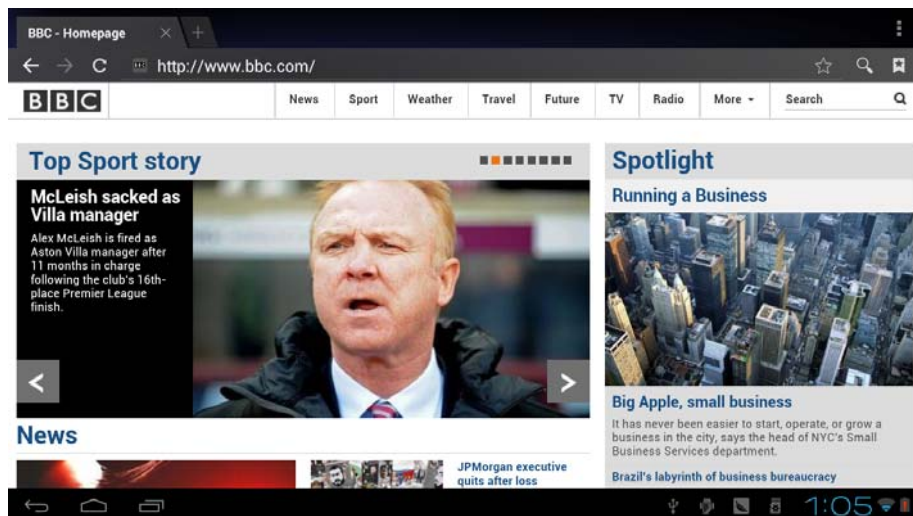 BBC - Homepage
http://www.bbc.com/
BBC
News Sport Weather Travel Future TV Radio More Search
Top Sport story
McLeish sacked as
Villa manager
Alex McLeish is fired as
Aston Villa manager after
11 months in charge
following the club's 16th-
place Premier League
finish.
Spotlight
Running a Business
Big Apple, small business
It has never been easier to start, operate, or grow a
business in the city, says the head of NYC's Small
Business Services department.
Brazil's labyrinth of business bureaucracy
News
JPMorgan executive
quits after loss
1:05